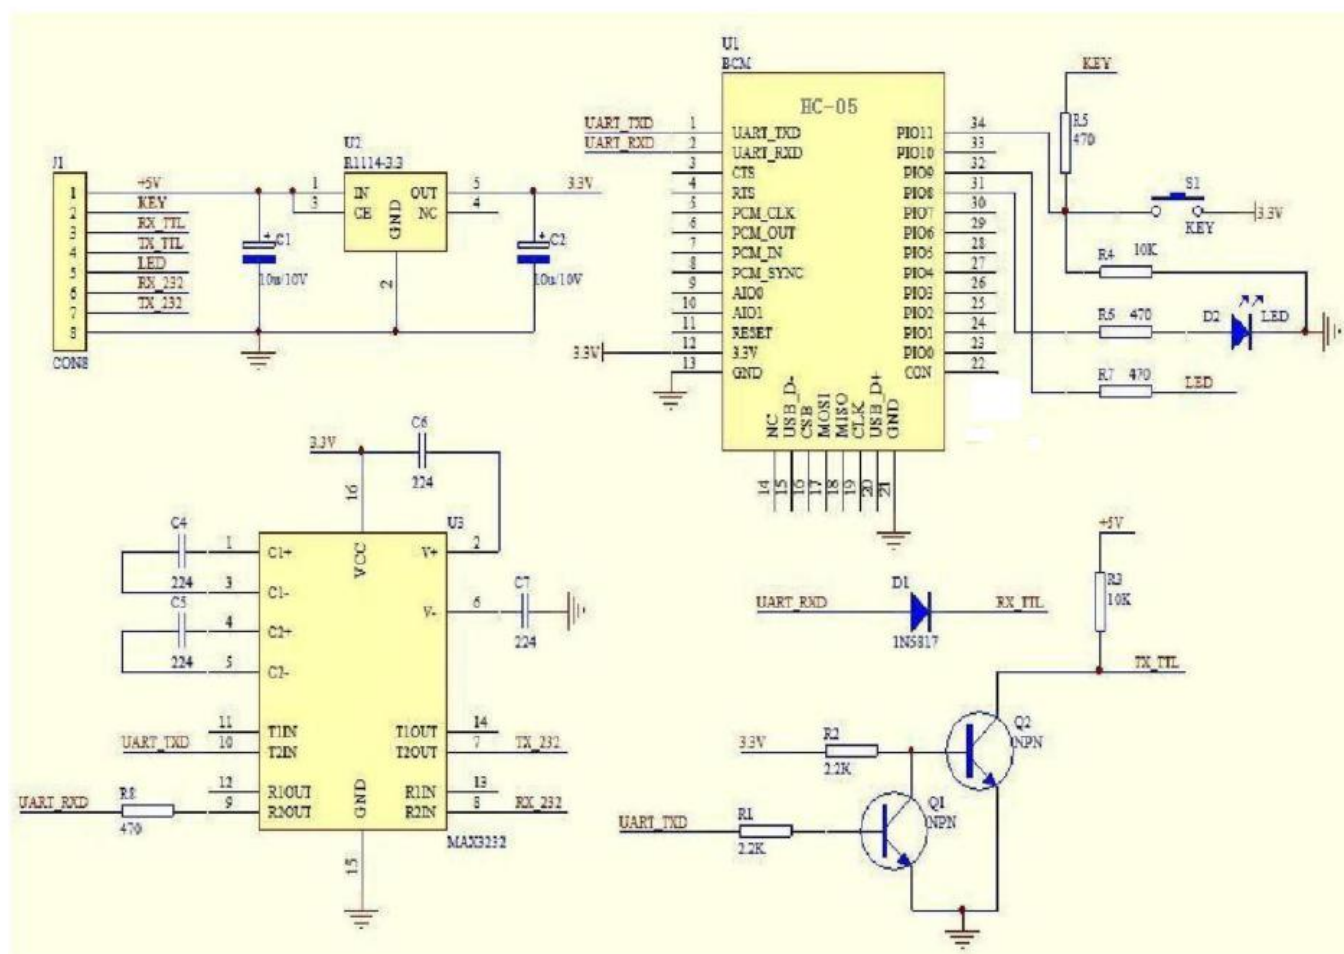 J1
+5V
KEY
RX_TTL
TX_TTL
LED
RX_232
TX_232
1
2
3
4
5
6
7
8
CON8
U2
R1114-3.3
1 IN OUT 5
3 CE NC 4
GND
2
3.3V
C1
10u/10V
C2
10u/10V
U1
BCM
HC-05
UART_TXD 1 UART_TXD PIO11 34
UART_RXD 2 UART_RXD PIO10 33
3 CTS PIO9 32
4 RTS PIO8 31
5 PCM_CLK PIO7 30
6 PCM_OUT PIO6 29
7 PCM_IN PIO5 28
8 PCM_SYNC PIO4 27
9 AIO0 PIO3 26
10 AIO1 PIO2 25
11 RESET PIO1 24
3.3V 12 3.3V PIO0 23
13 GND CON 22
NC USB_D- CSB MOSI MISO CLK USB_D+ GND
14 15 16 17 18 19 20 21
KEY
R5
470
S1
KEY
3.3V
R4 10K
R6 470 D2 LED
R7 470 LED
3.3V
C6
224
16
U3
C4
224
C5
224
1 C1+ VCC V+ 2
3 C1-
4 C2+ V- 6
5 C2-
C7
224
11 T1IN T1OUT 14
UART_TXD 10 T2IN T2OUT 7 TX_232
12 R1OUT R1IN 13
UART_RXD R8 9 R2OUT R2IN 8 RX_232
470
GND
MAX3232
15
UART_RXD D1 RX_TTL
1N5817
+5V
R3
10K
TX_TTL
3.3V R2
2.2K
Q2
NPN
UART_TXD R1
2.2K
Q1
NPN